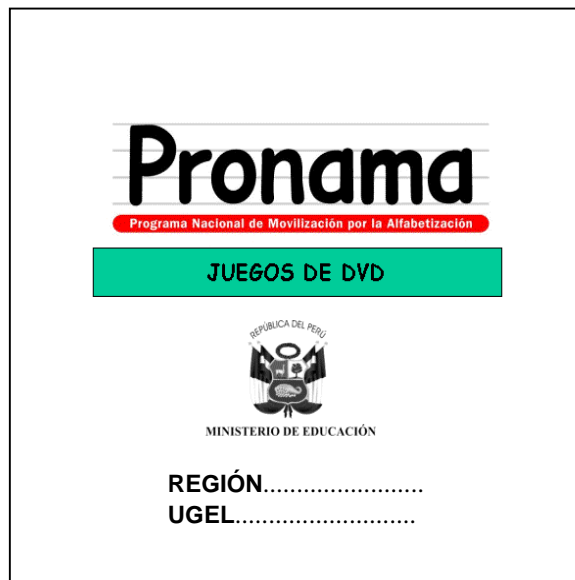 Pronama
Programa Nacional de Movilización por la Alfabetización
JUEGOS DE DVD
REPÚBLICA DEL PERÚ
MINISTERIO DE EDUCACIÓN
REGIÓN........................
UGEL...........................